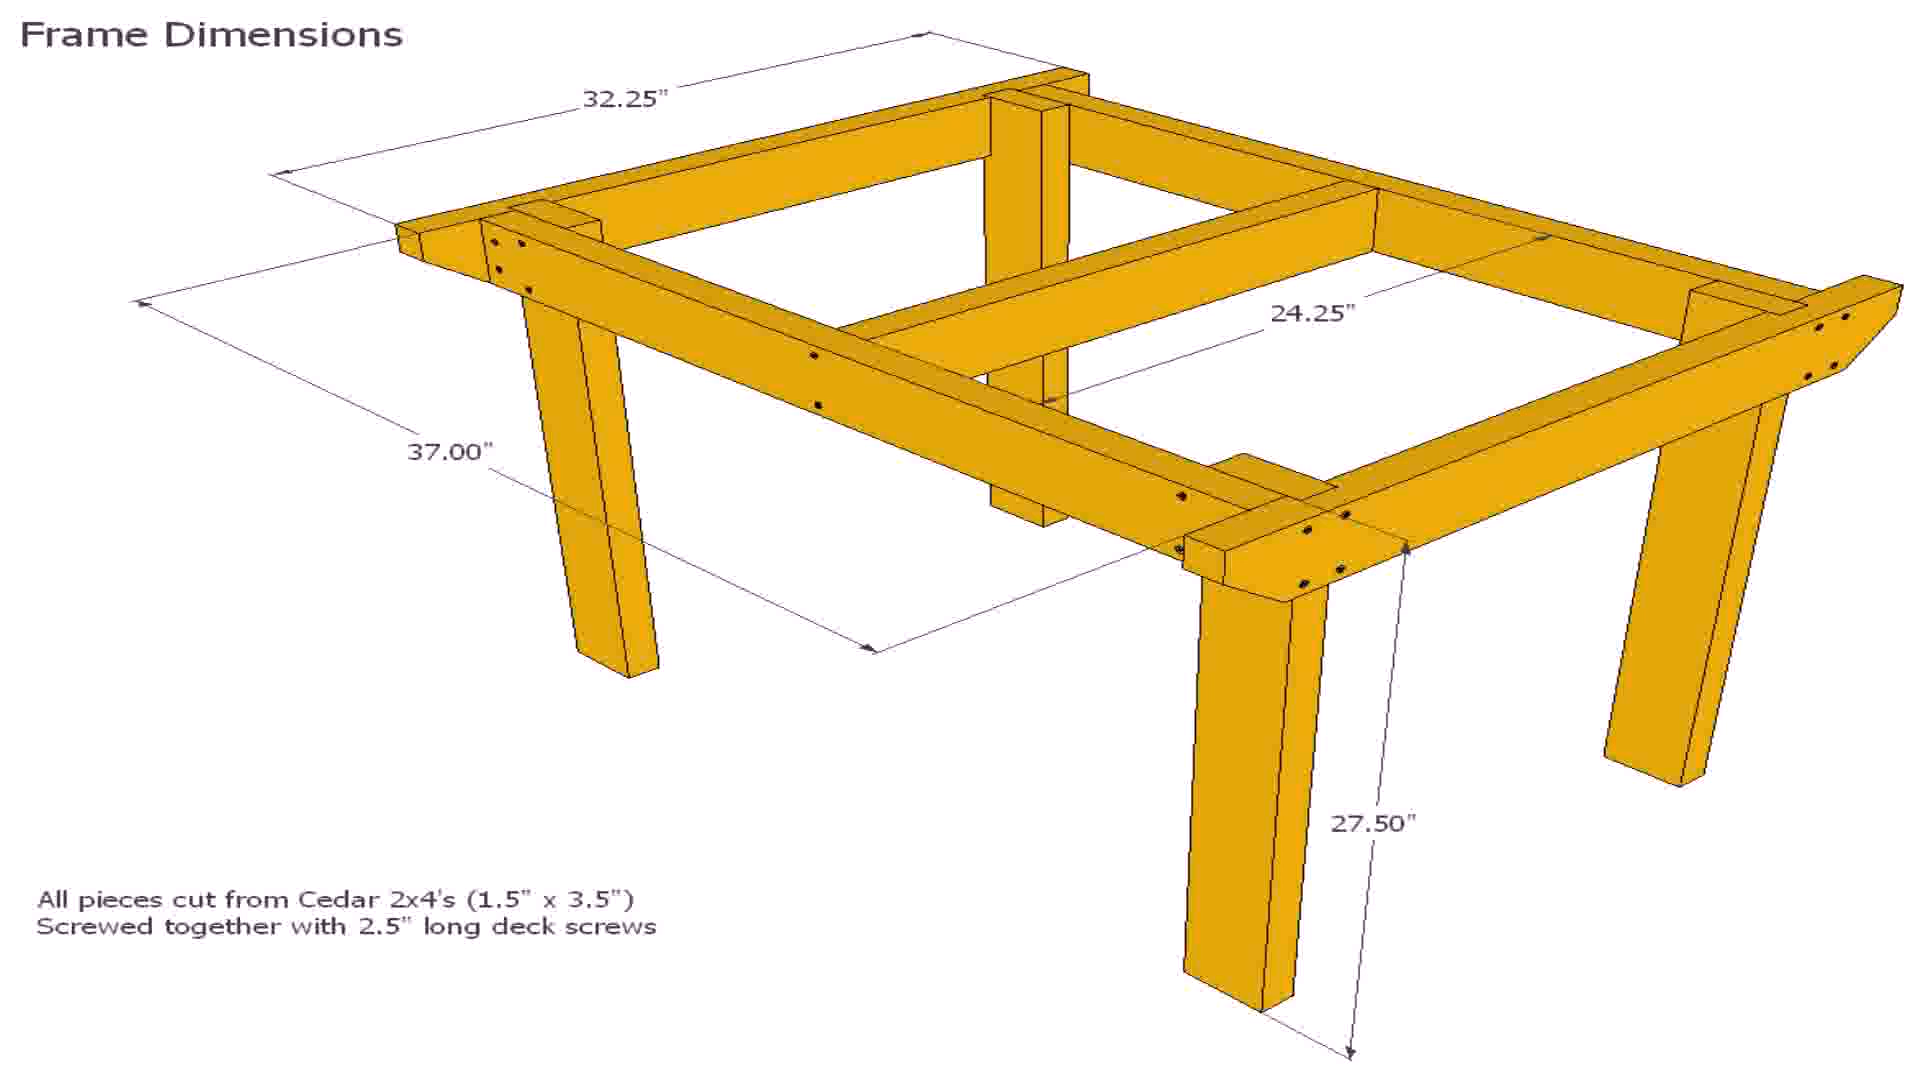 Frame Dimensions
32.25"
24.25"
37.00"
27.50"
All pieces cut from Cedar 2x4's (1.5" x 3.5")
Screwed together with 2.5" long deck screws